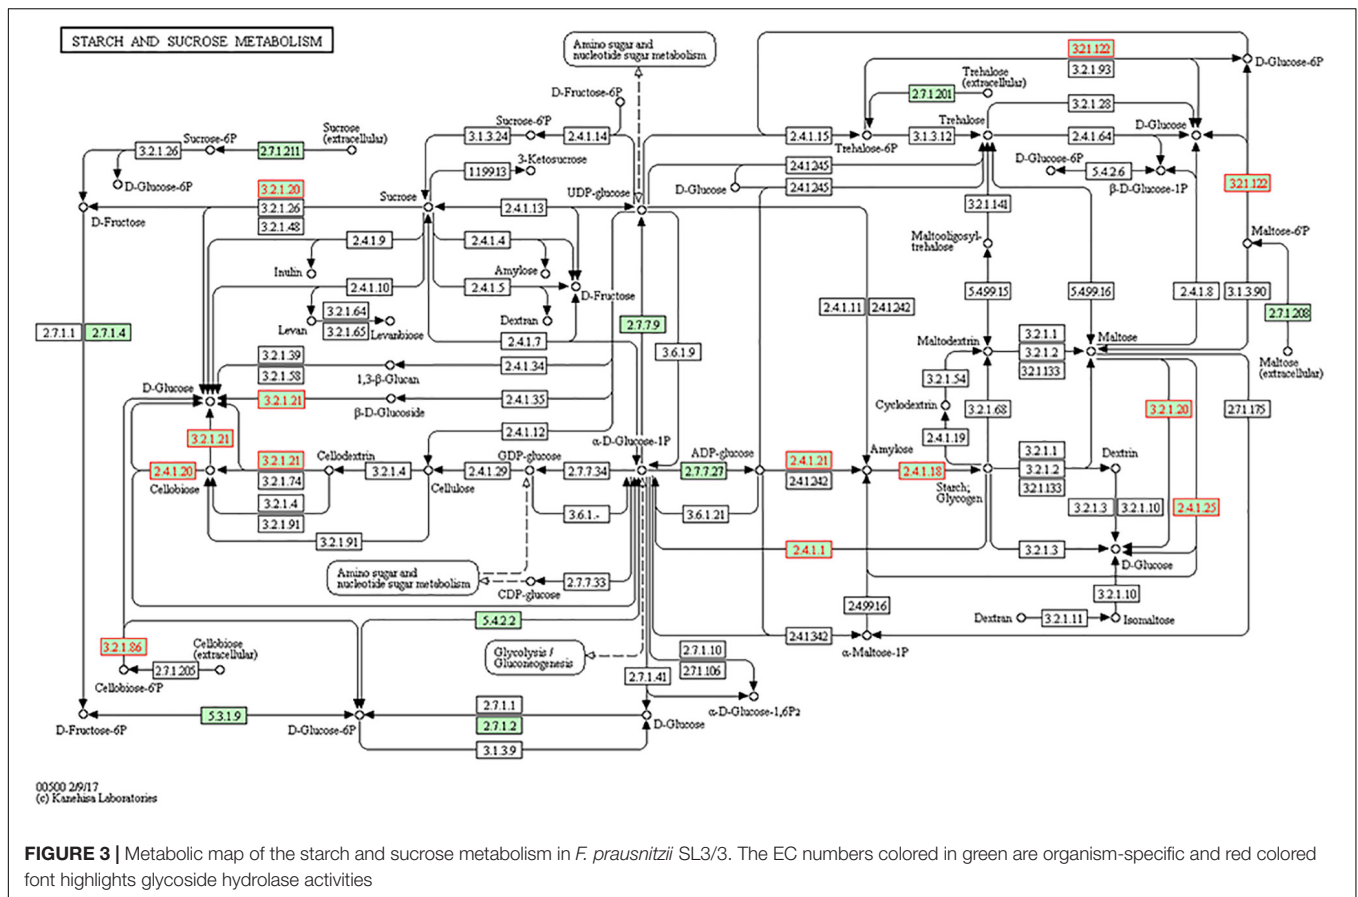 STARCH AND SUCROSE METABOLISM
Amino sugar and
nucleotide sugar metabolism
D-Fructose-6P
Sucrose-6P
3.1.3.24
2.4.1.14
3-Ketosucrose
1.1.99.13
UDP-glucose
Sucrose-6P
Sucrose
(extracellular)
3.2.1.26
2.7.1.211
D-Glucose-6P
3.2.1.20
3.2.1.26
3.2.1.48
D-Fructose
Sucrose
2.4.1.13
2.4.1.9
2.4.1.4
Inulin
Amylose
2.4.1.10
2.4.1.5
D-Fructose
3.2.1.64
3.2.1.65
Levan
Levanbiose
Dextran
2.4.1.7
2.7.1.1
2.7.1.4
2.7.7.9
3.6.1.9
3.2.1.39
3.2.1.58
1,3-β-Glucan
2.4.1.34
D-Glucose
3.2.1.21
β-D-Glucoside
2.4.1.35
2.4.1.12
α-D-Glucose-1P
3.2.1.21
2.4.1.20
Cellobiose
3.2.1.21
3.2.1.74
Cellodextrin
3.2.1.4
Cellulose
2.4.1.29
GDP-glucose
2.7.7.34
3.2.1.4
3.2.1.91
3.6.1.-
3.2.1.91
Amino sugar and
nucleotide sugar metabolism
CDP-glucose
2.7.7.33
5.4.2.2
3.2.1.86
Cellobiose
(extracellular)
2.7.1.205
Cellobiose-6'P
Glycolysis /
Gluconeogenesis
2.7.1.41
2.7.1.10
2.7.1.106
α-D-Glucose-1,6P2
D-Fructose-6P
5.3.1.9
D-Glucose-6P
2.7.1.1
2.7.1.2
D-Glucose
3.1.3.9
3.2.1.122
3.2.1.93
D-Glucose-6P
2.7.1.201
Trehalose
(extracellular)
3.2.1.28
2.4.1.15
Trehalose-6P
3.1.3.12
Trehalose
2.4.1.64
D-Glucose
2.4.1.245
D-Glucose
2.4.1.245
D-Glucose-6P
5.4.2.6
β-D-Glucose-1P
3.2.1.122
3.2.1.141
Maltooligosyl-
trehalose
Maltose-6'P
2.4.1.11
2.4.1.242
5.4.99.15
5.4.99.16
2.4.1.8
3.1.3.90
2.7.1.208
Maltodextrin
3.2.1.1
3.2.1.2
3.2.1.133
Maltose
Maltose
(extracellular)
3.2.1.54
Cyclodextrin
3.2.1.68
3.2.1.20
2.7.1.175
2.4.1.19
ADP-glucose
2.7.7.27
2.4.1.21
2.4.1.242
Amylose
2.4.1.18
Starch;
Glycogen
3.2.1.1
3.2.1.2
3.2.1.133
Dextrin
3.6.1.21
3.2.1.3
3.2.1.10
2.4.1.25
2.4.1.1
3.2.1.3
D-Glucose
2.4.99.16
3.2.1.10
Dextran
3.2.1.11
Isomaltose
2.4.1.342
α-Maltose-1P
00500 2/9/17
(c) Kanehisa Laboratories
FIGURE 3 | Metabolic map of the starch and sucrose metabolism in F. prausnitzii SL3/3. The EC numbers colored in green are organism-specific and red colored
font highlights glycoside hydrolase activities